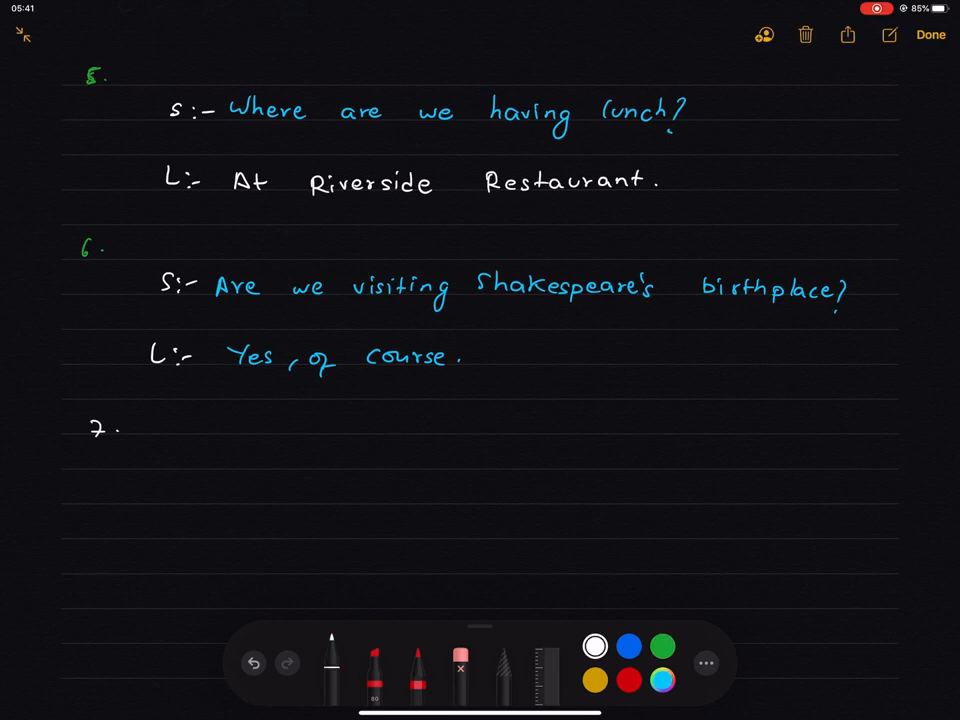 05:41
85%
Done
5.
S:- Where are we having lunch?
L:- At Riverside Restaurant.
6.
S:- Are we visiting Shakespeare's birthplace?
L:- Yes, of course.
7.
80